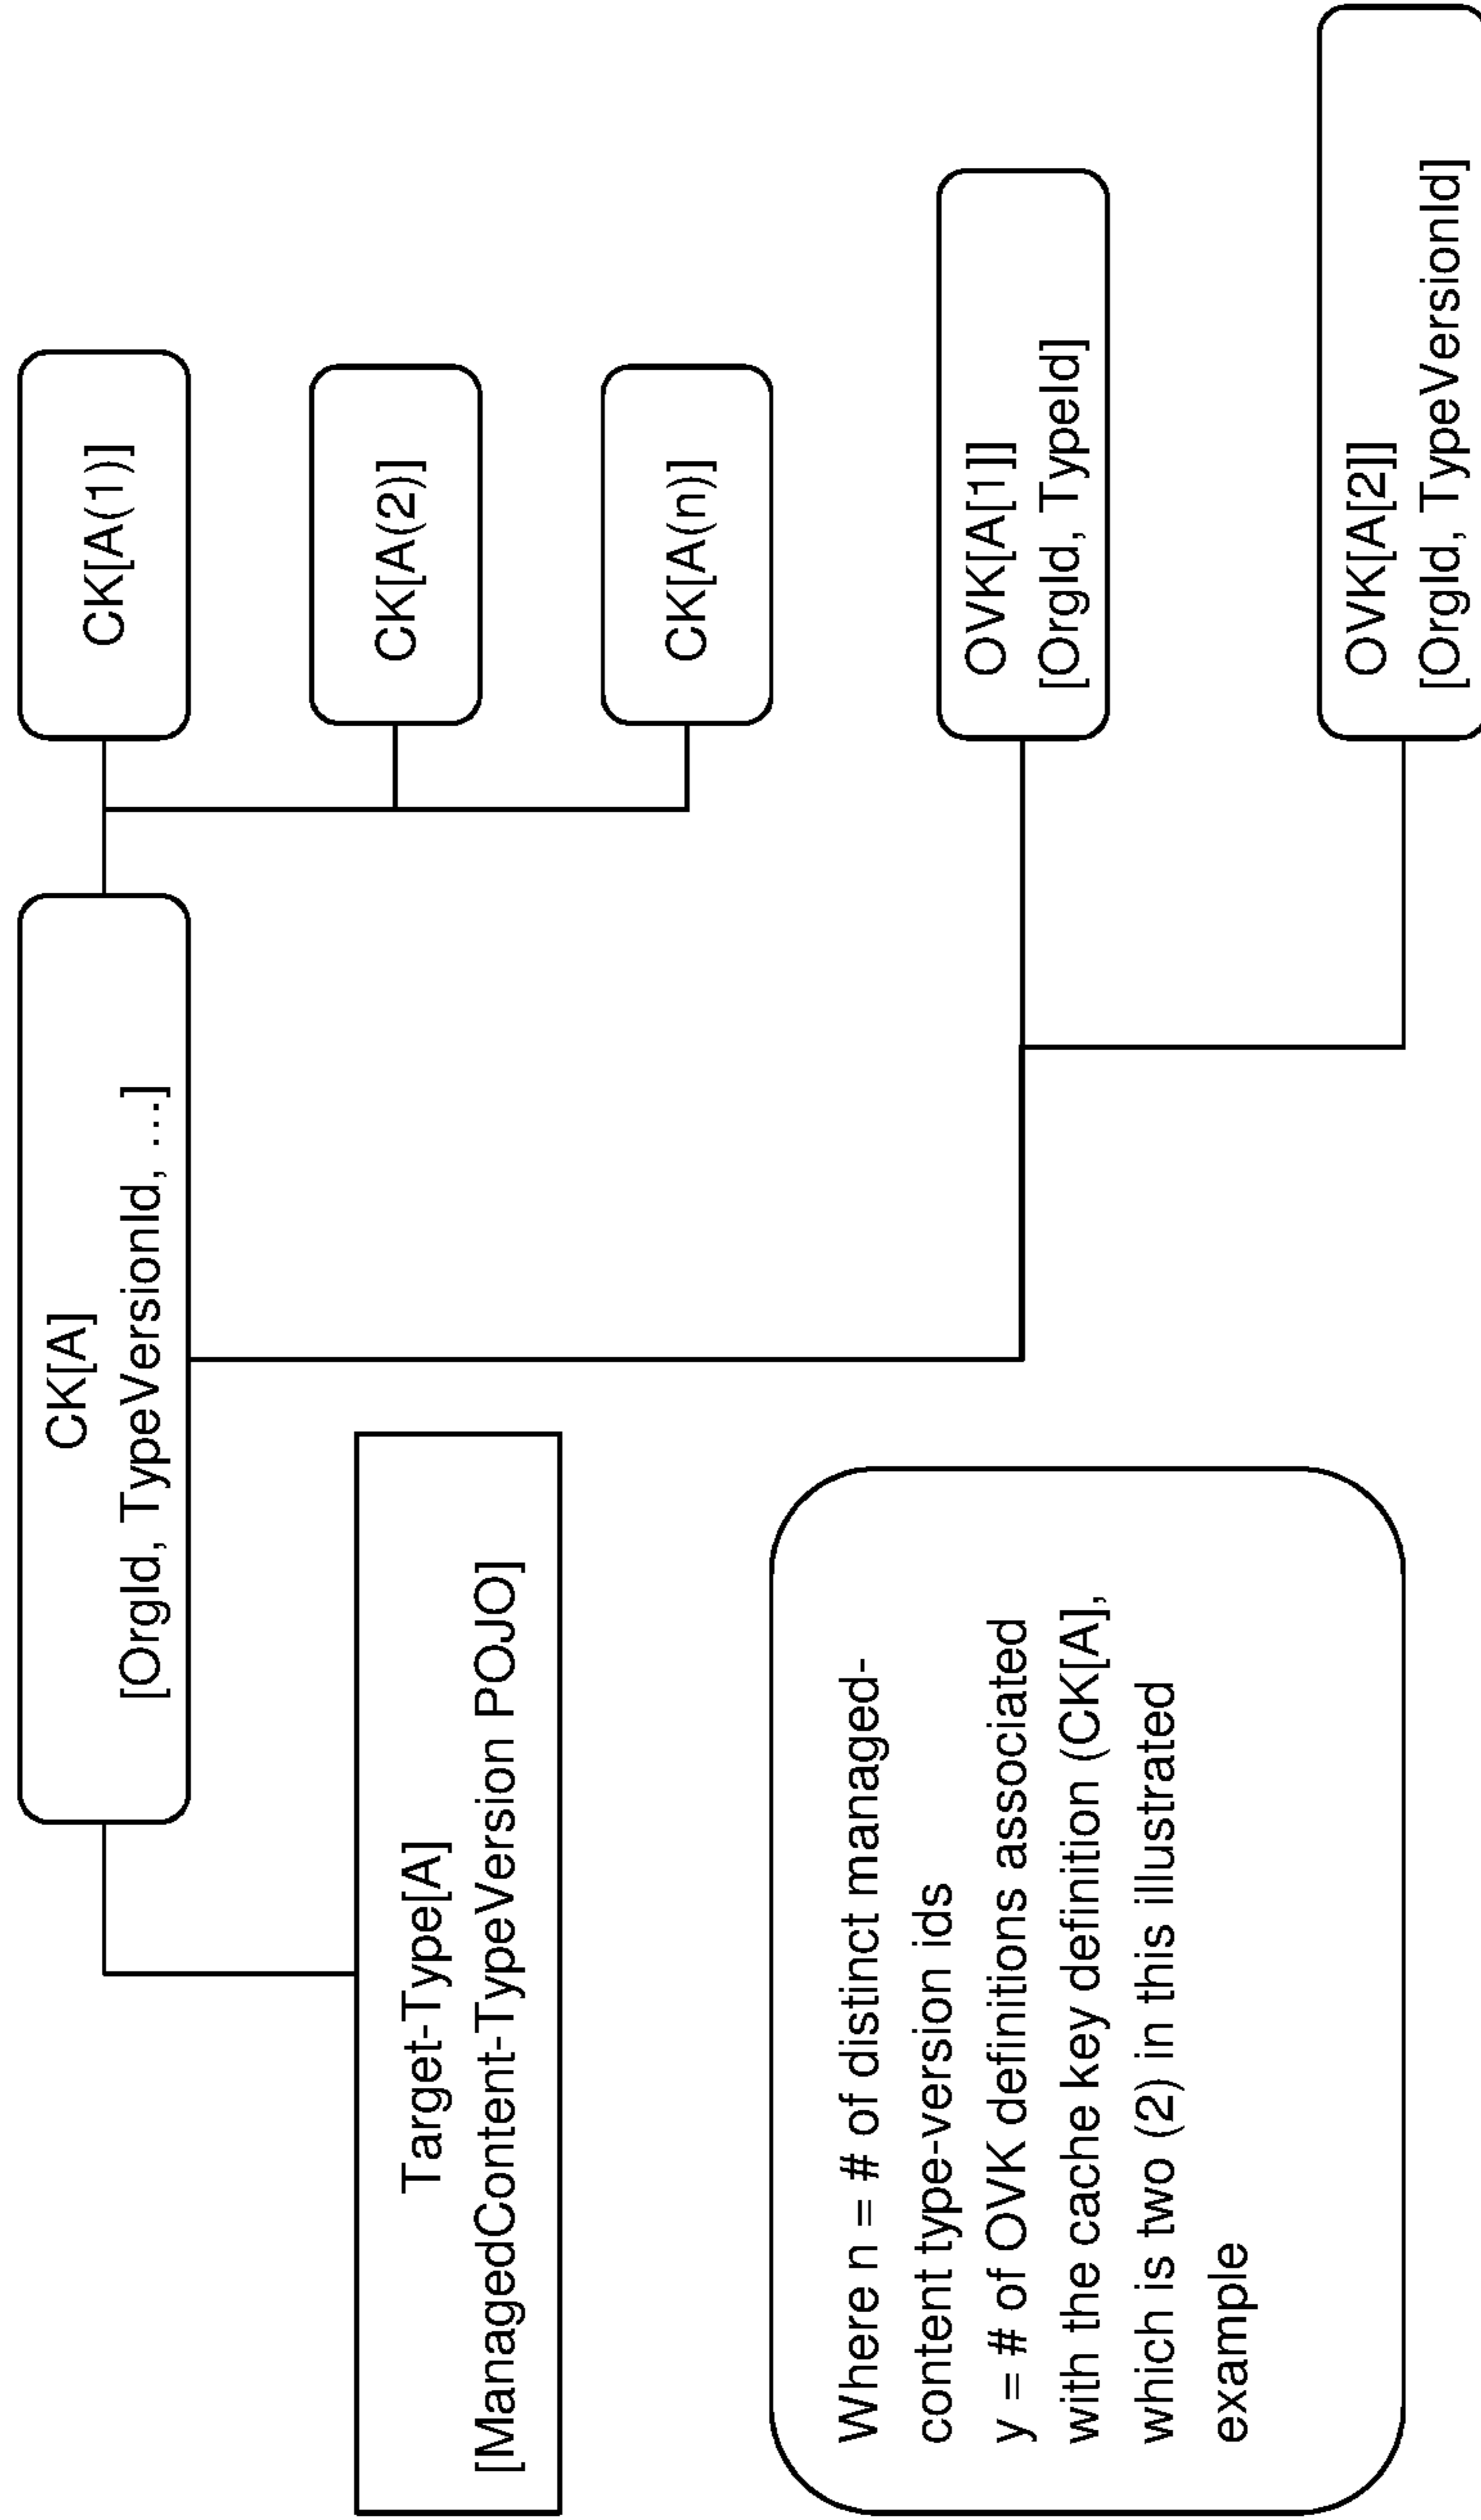 CK[A]
[OrgId, TypeVersionId, …]
CK[A(1)]
CK[A(2)]
CK[A(n)]
Target-Type[A]
[ManagedContent-TypeVersion POJO]
Where n = # of distinct managed-
content type-version ids
y = # of OVK definitions associated
with the cache key definition (CK[A],
which is two (2) in this illustrated
example
OVK[A[1]]
[OrgId, TypeId]
OVK[A[2]]
[OrgId, TypeVersionId]